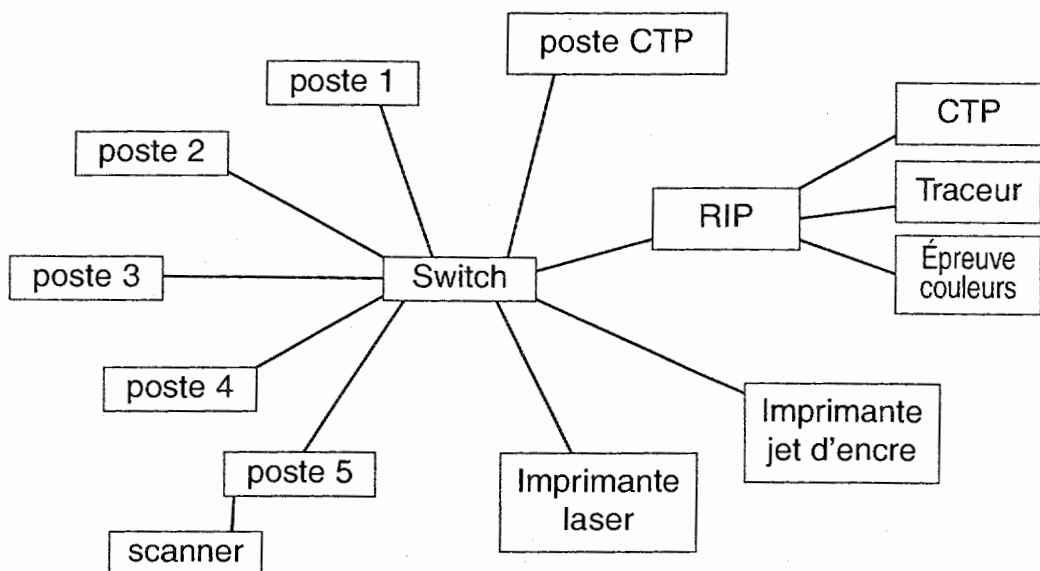 poste CTP
poste 1
CTP
poste 2
Traceur
RIP
Épreuve
couleurs
poste 3
Switch
poste 4
Imprimante
jet d'encre
poste 5
Imprimante
laser
scanner